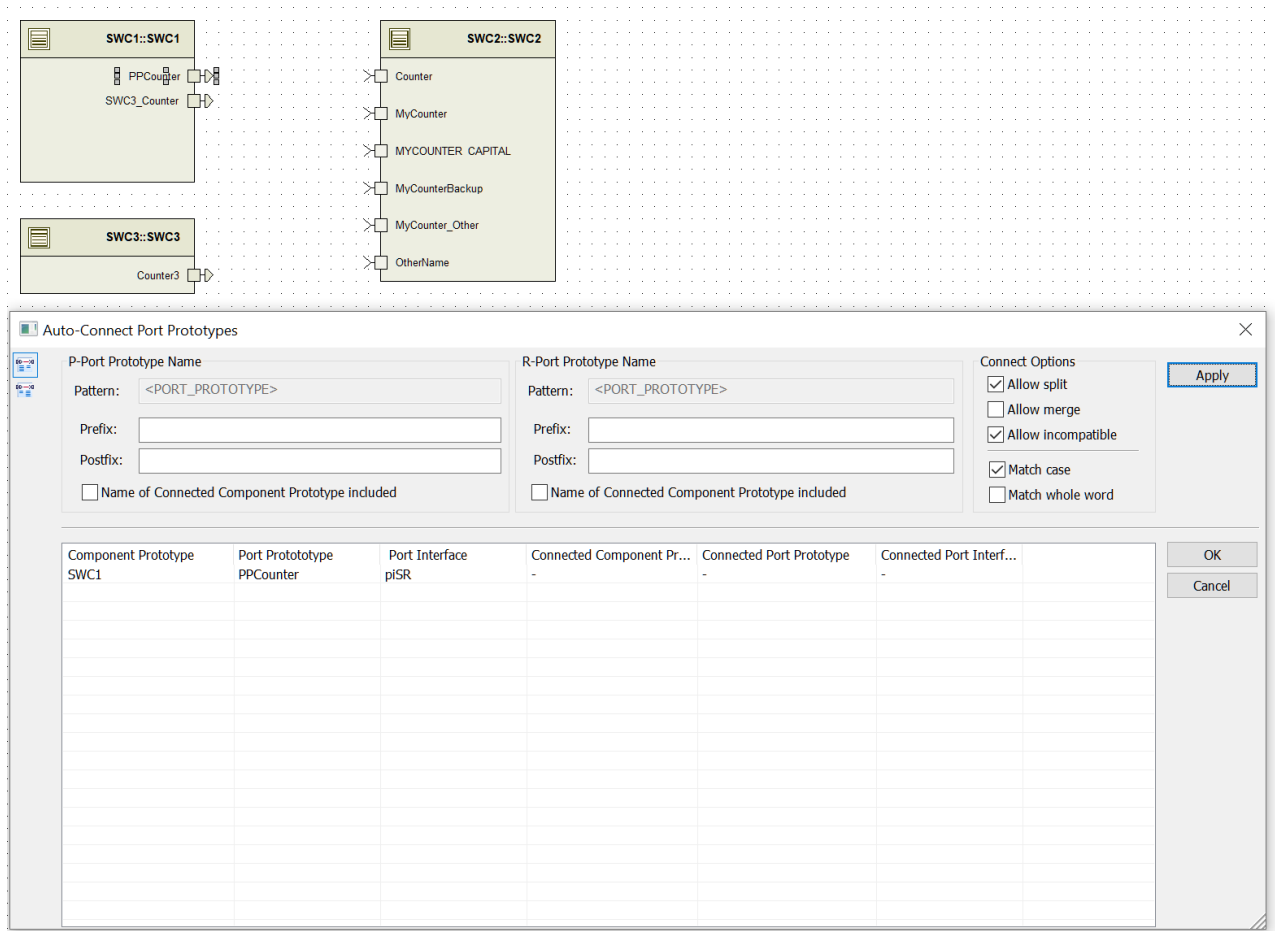 SWC1::SWC1
PPCounter
SWC3_Counter
SWC2::SWC2
Counter
MyCounter
MYCOUNTER CAPITAL
MyCounterBackup
MyCounter_Other
OtherName
SWC3::SWC3
Counter3
Auto-Connect Port Prototypes
P-Port Prototype Name
Pattern: <PORT_PROTOTYPE>
Prefix:
Postfix:
Name of Connected Component Prototype included
R-Port Prototype Name
Pattern: <PORT_PROTOTYPE>
Prefix:
Postfix:
Name of Connected Component Prototype included
Connect Options
Allow split
Allow merge
Allow incompatible
Match case
Match whole word
Apply
Component Prototype Port Protototype Port Interface Connected Component Pr... Connected Port Prototype Connected Port Interf...
SWC1 PPCounter piSR - - -
OK
Cancel